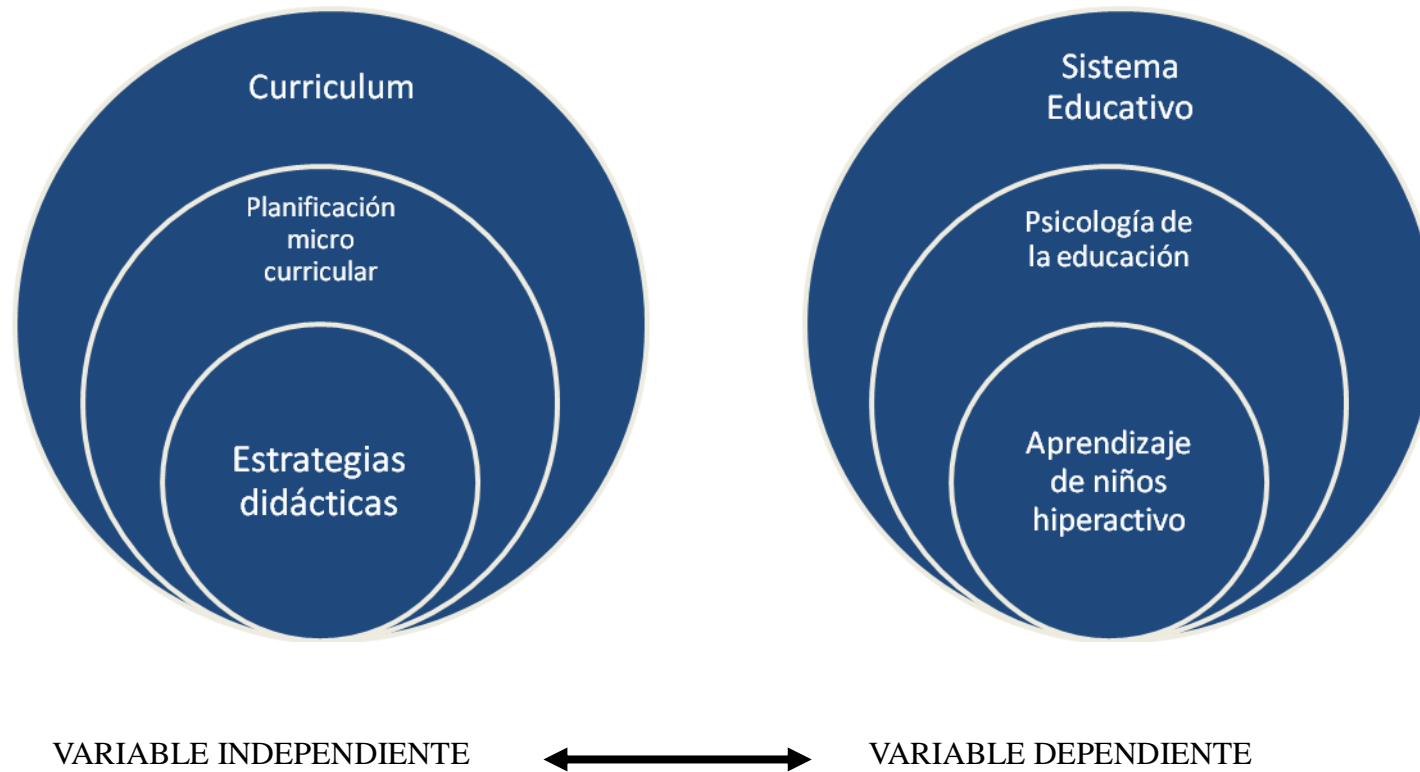 Curriculum
Planificación
micro
curricular
Estrategias
didácticas
Sistema
Educativo
Psicología de
la educación
Aprendizaje
de niños
hiperactivo
VARIABLE INDEPENDIENTE
VARIABLE DEPENDIENTE